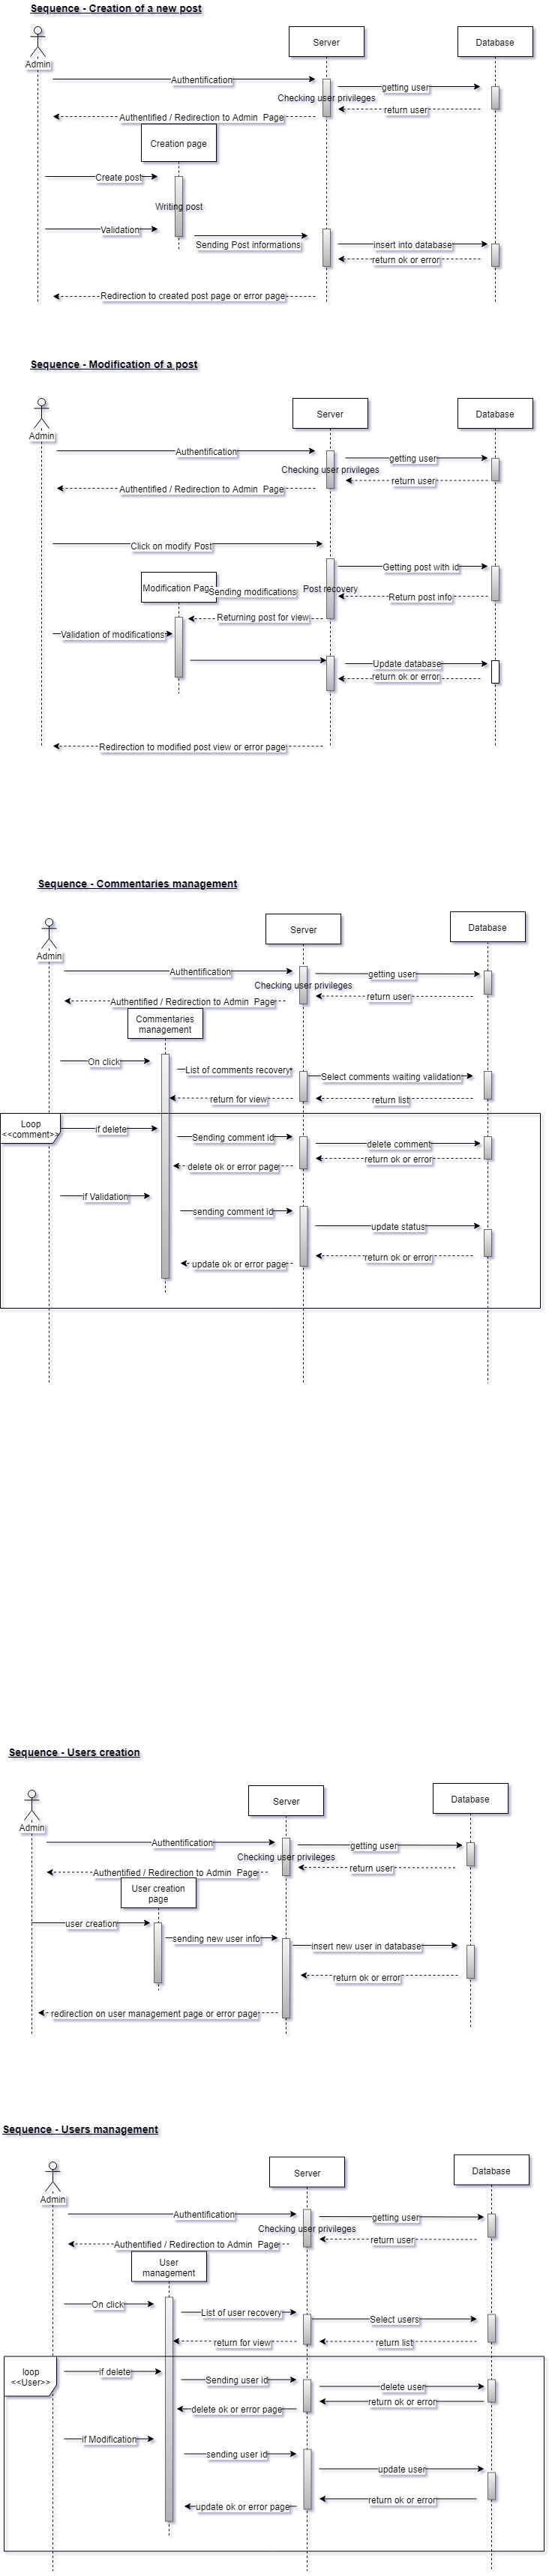 Sequence - Creation of a new post
Server
Database
Admin
Authentification
getting user
Checking user privileges
return user
Authentified / Redirection to Admin Page
Creation page
Create post
Writing post
Validation
Sending Post informations
insert into database
return ok or error
Redirection to created post page or error page
Sequence - Modification of a post
Server
Database
Admin
Authentification
getting user
Checking user privileges
return user
Authentified / Redirection to Admin Page
Click on modify Post
Getting post with id
Modification Page
Sending modifications
Post recovery
Return post info
Returning post for view
Validation of modifications
Update database
return ok or error
Redirection to modified post view or error page
Sequence - Commentaries management
Server
Database
Admin
Authentification
getting user
Checking user privileges
return user
Authentified / Redirection to Admin Page
Commentaries
management
On click
List of comments recovery
Select comments waiting validation
return for view
return list
Loop
<<comment>>
if delete
Sending comment id
delete comment
return ok or error
delete ok or error page
if Validation
sending comment id
update status
return ok or error
update ok or error page
Sequence - Users creation
Server
Database
Admin
Authentification
getting user
Checking user privileges
return user
Authentified / Redirection to Admin Page
User creation
page
user creation
sending new user info
insert new user in database
return ok or error
redirection on user management page or error page
Sequence - Users management
Server
Database
Admin
Authentification
getting user
Checking user privileges
return user
Authentified / Redirection to Admin Page
User
management
On click
List of user recovery
Select users
return for view
return list
loop
<<User>>
if delete
Sending user id
delete user
return ok or error
delete ok or error page
if Modification
sending user id
update user
return ok or error
update ok or error page